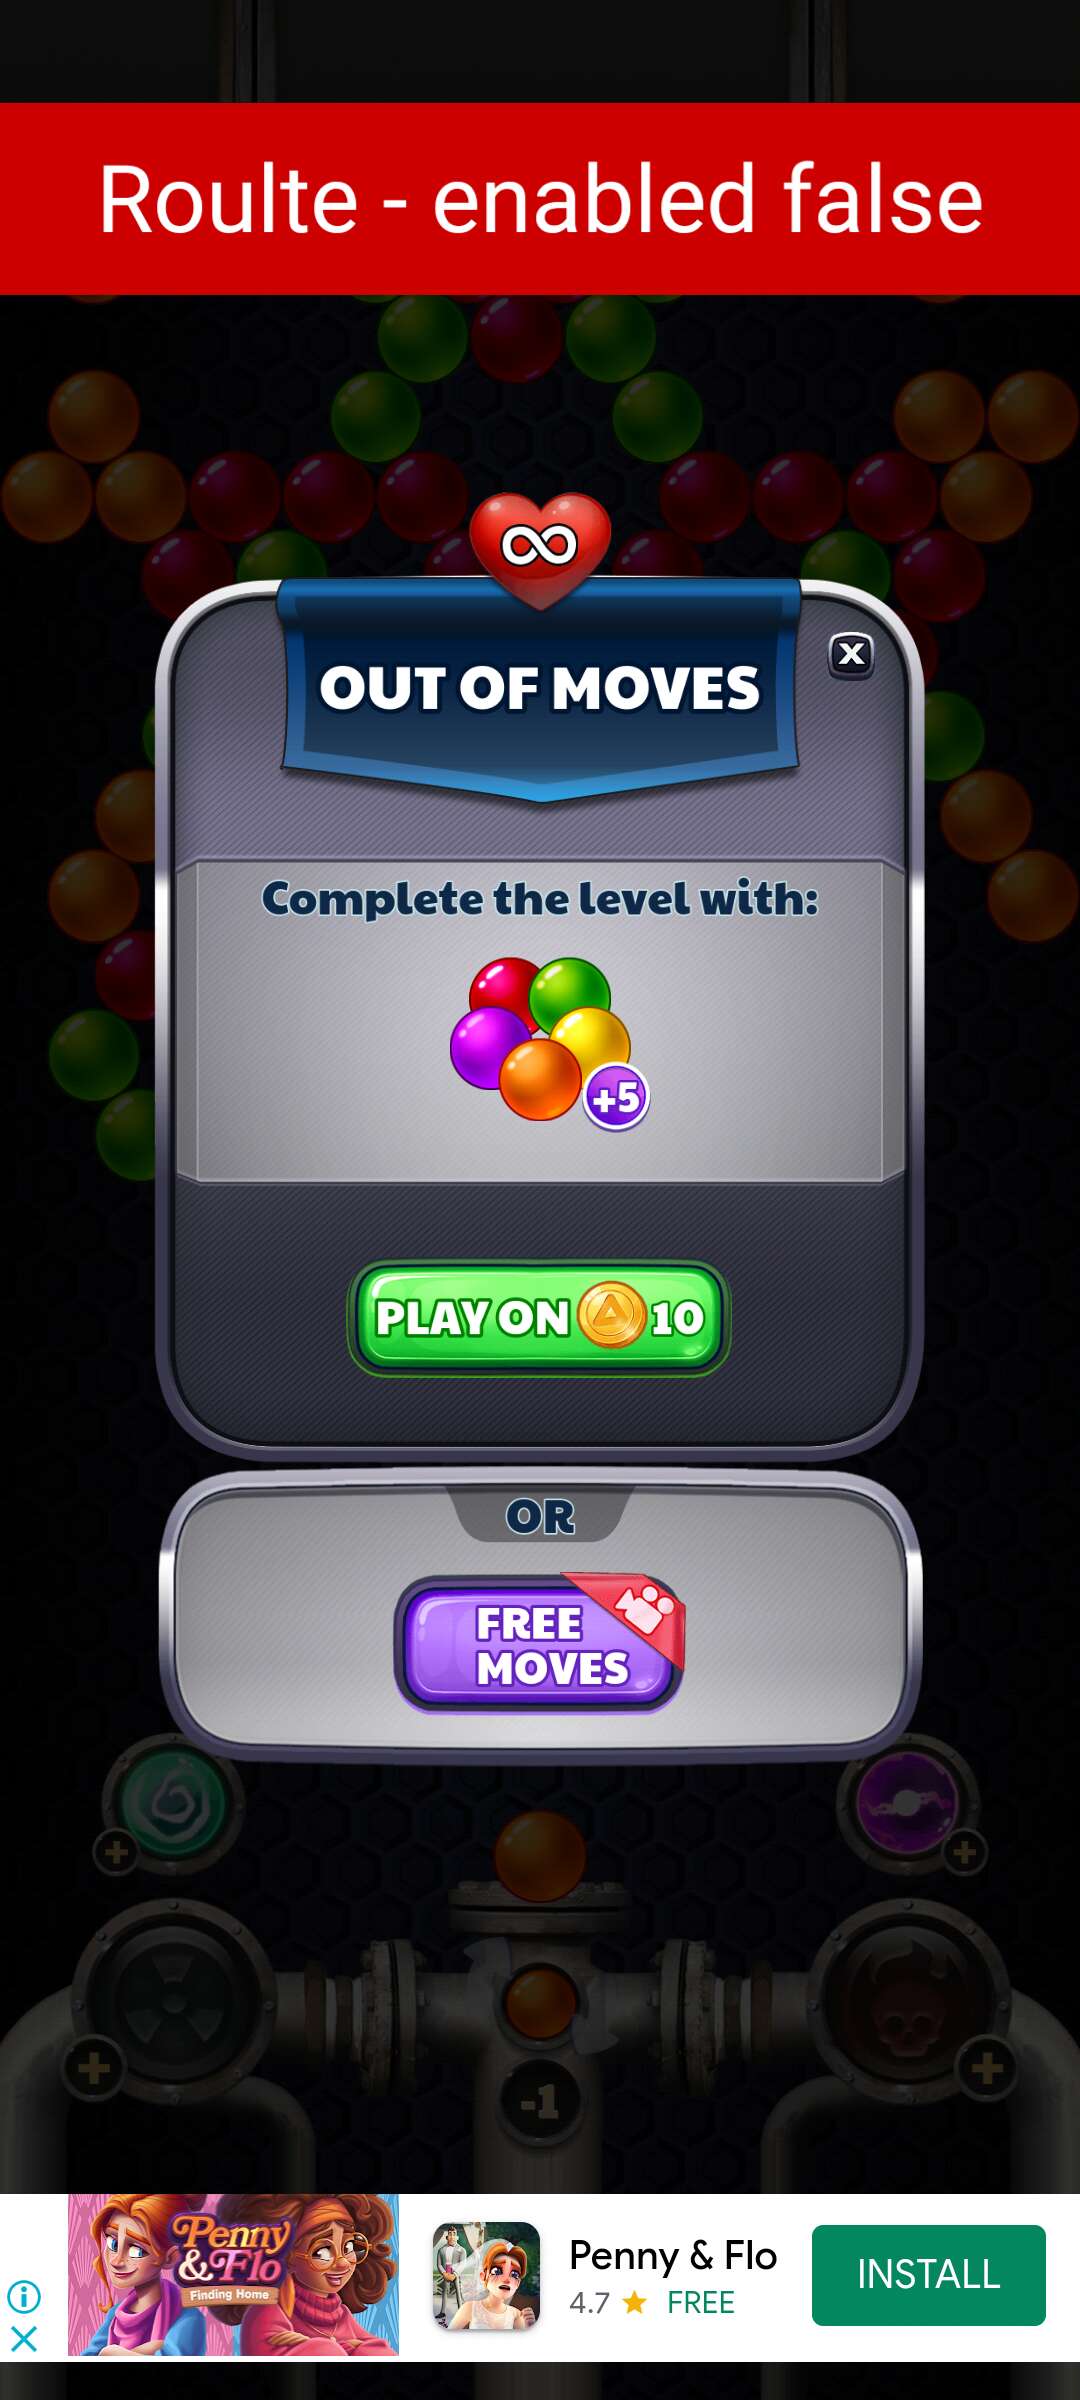 Roulte - enabled false
OUT OF MOVES
X
Complete the level with:
+5
PLAY ON 10
OR
FREE
MOVES
-1
Penny
& Flo
Finding Home
Penny & Flo
4.7 ★ FREE
INSTALL